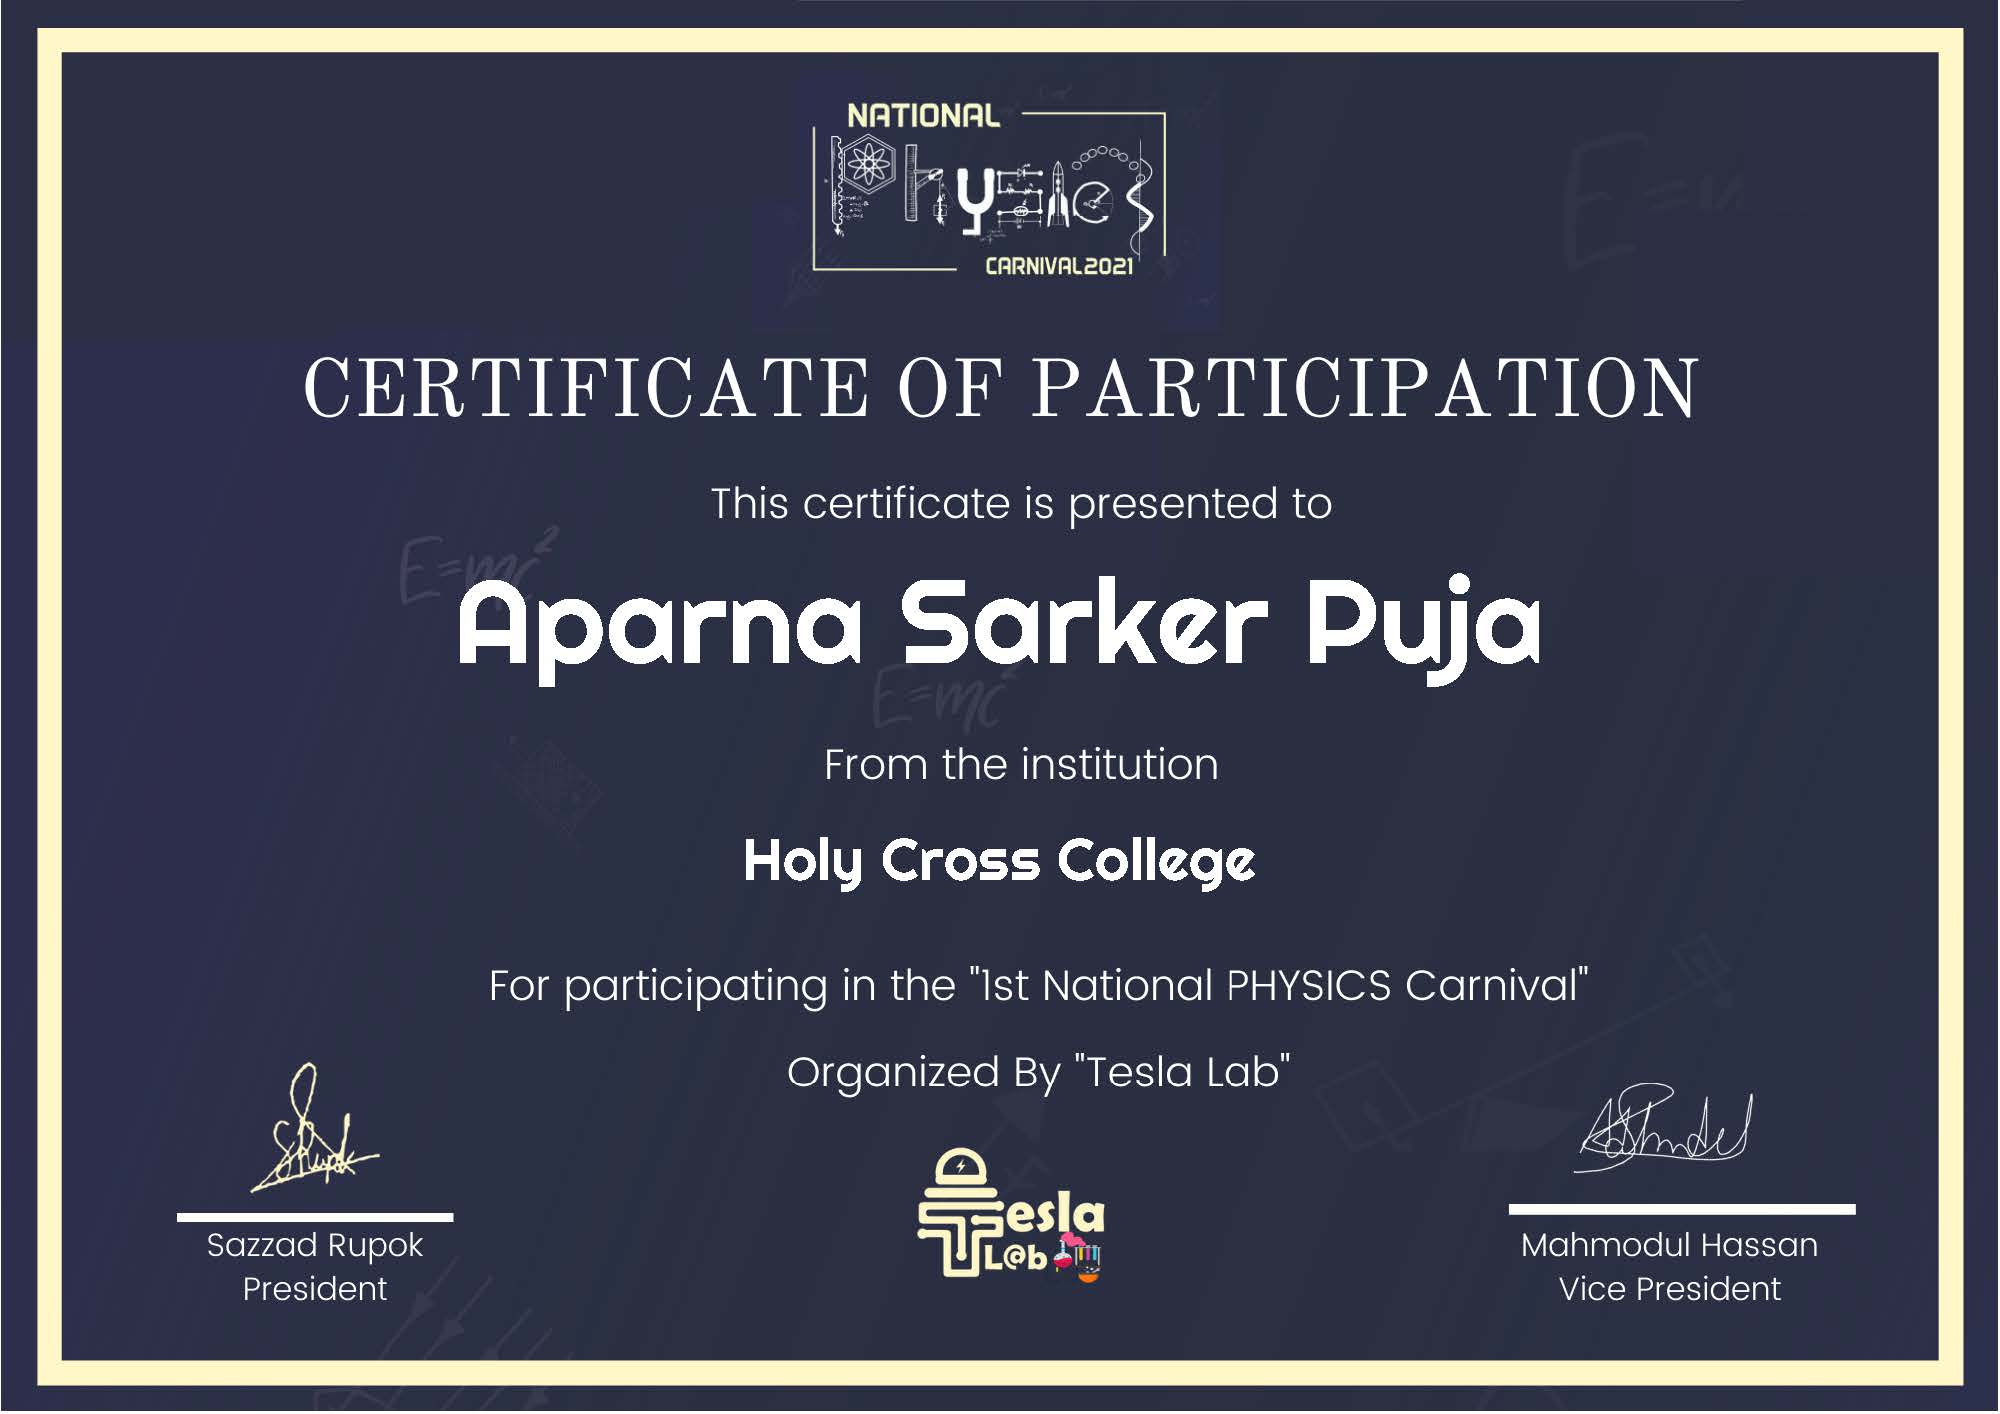 NATIONAL
Physics
CARNIVAL2021
CERTIFICATE OF PARTICIPATION
This certificate is presented to
E=mc²
Aparna Sarker Puja
E=mc²
From the institution
Holy Cross College
For participating in the "1st National PHYSICS Carnival"
Organized By "Tesla Lab"
Tesla
L@b
Sazzad Rupok
President
Mahmodul Hassan
Vice President